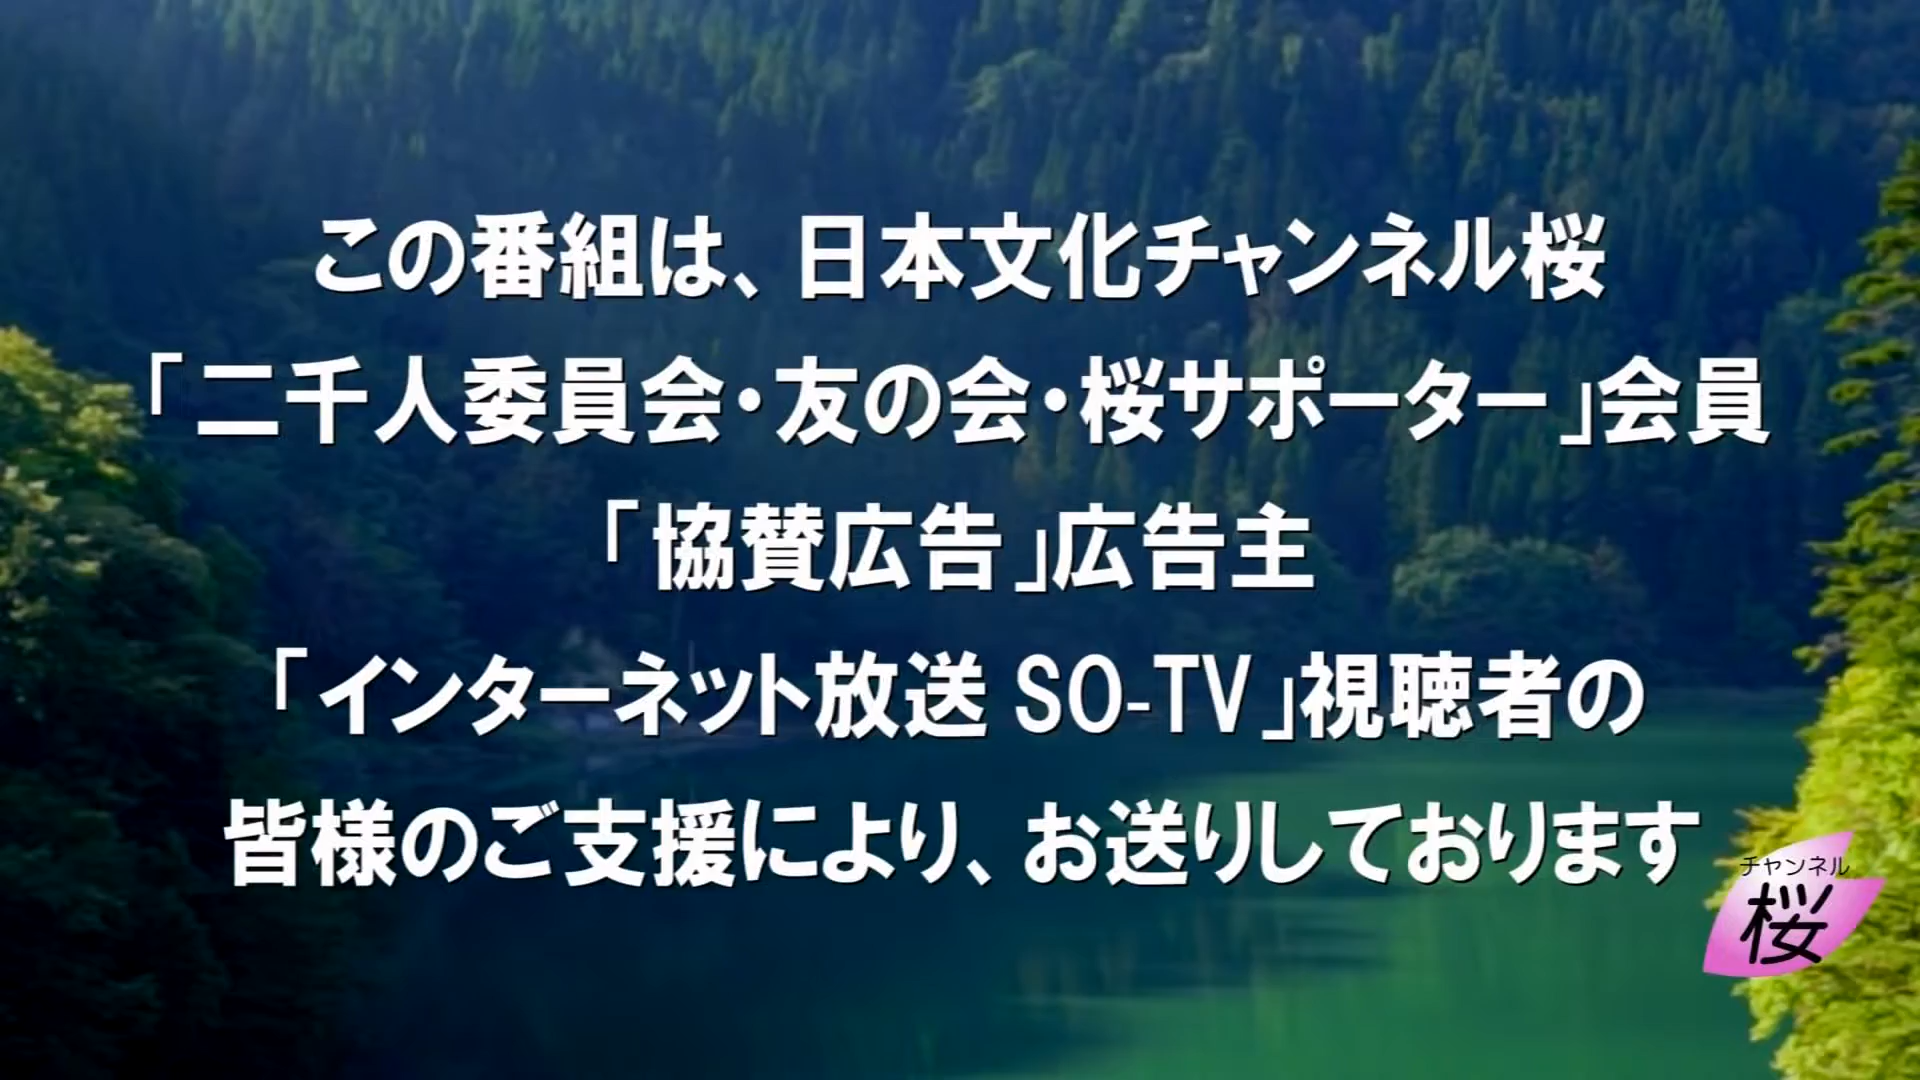 この番組は、日本文化チャンネル桜
「二千人委員会・友の会・桜サポーター」会員
「協賛広告」広告主
「インターネット放送 SO-TV」視聴者の
皆様のご支援により、お送りしております
チャンネル
桜